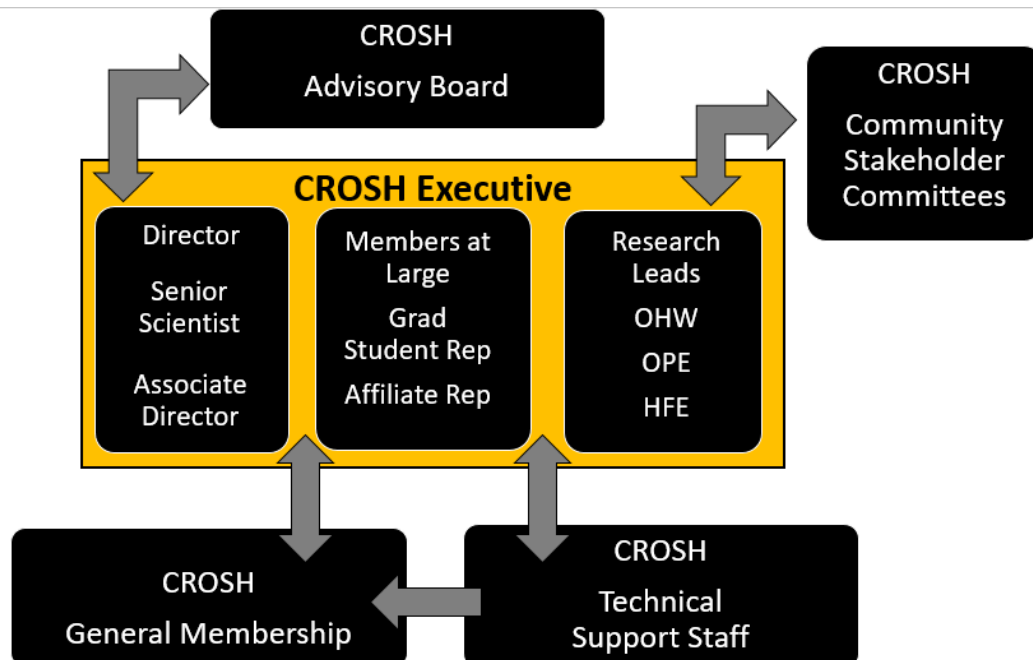 CROSH
Advisory Board
CROSH
Community
Stakeholder
Committees
CROSH Executive
Director
Senior
Scientist
Associate
Director
Members at
Large
Grad
Student Rep
Affiliate Rep
Research
Leads
OHW
OPE
HFE
CROSH
General Membership
CROSH
Technical
Support Staff